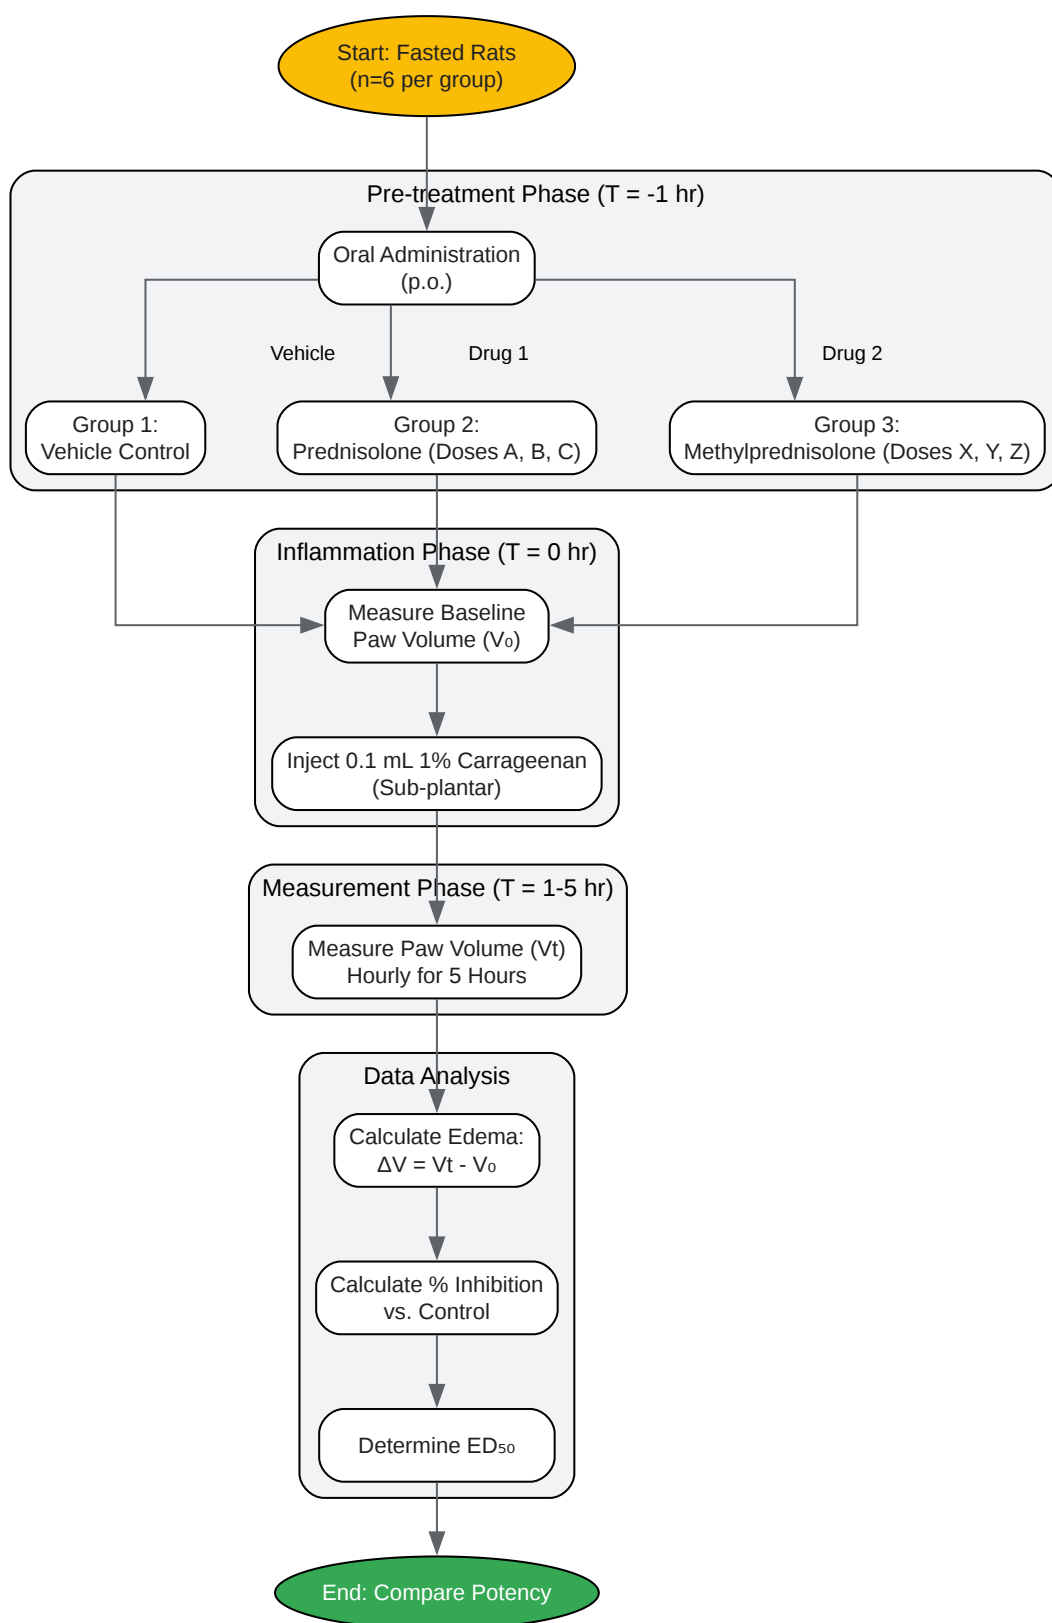 Start: Fasted Rats
(n=6 per group)
Pre-treatment Phase (T = -1 hr)
Oral Administration
(p.o.)
Vehicle
Drug 1
Drug 2
Group 1:
Vehicle Control
Group 2:
Prednisolone (Doses A, B, C)
Group 3:
Methylprednisolone (Doses X, Y, Z)
Inflammation Phase (T = 0 hr)
Measure Baseline
Paw Volume (V₀)
Inject 0.1 mL 1% Carrageenan
(Sub-plantar)
Measurement Phase (T = 1-5 hr)
Measure Paw Volume (Vt)
Hourly for 5 Hours
Data Analysis
Calculate Edema:
ΔV = Vt - V₀
Calculate % Inhibition
vs. Control
Determine ED₅₀
End: Compare Potency